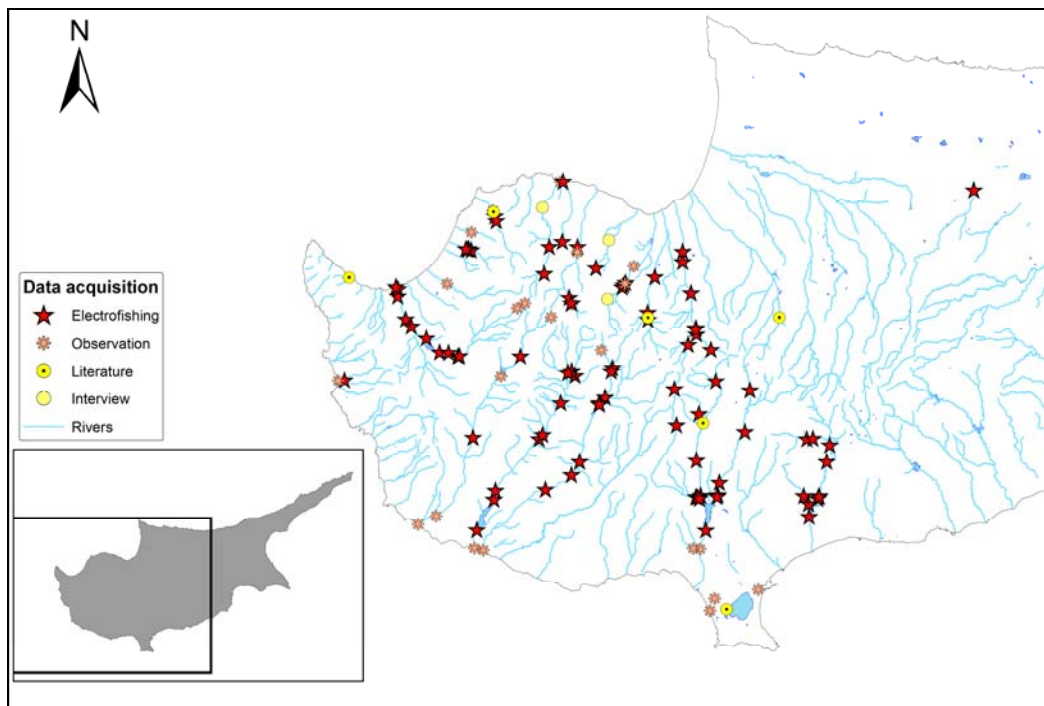 N
Data acquisition
Electrofishing
Observation
Literature
Interview
Rivers